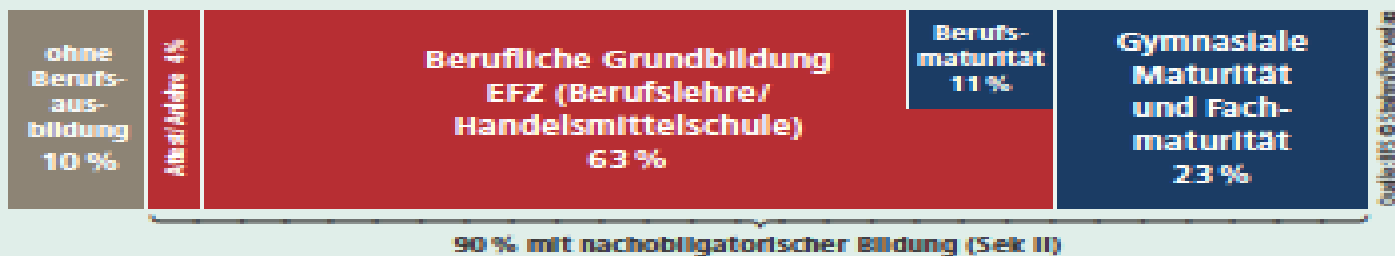 ohne
Berufs-
aus-
bildung
10 %
Attest/Anlehre 4%
Berufliche Grundbildung
EFZ (Berufslehre/
Handelsmittelschule)
63 %
Berufs-
maturität
11 %
Gymnasiale
Maturität
und Fach-
maturität
23 %
90 % mit nachobligatorischer Bildung (Sek II)